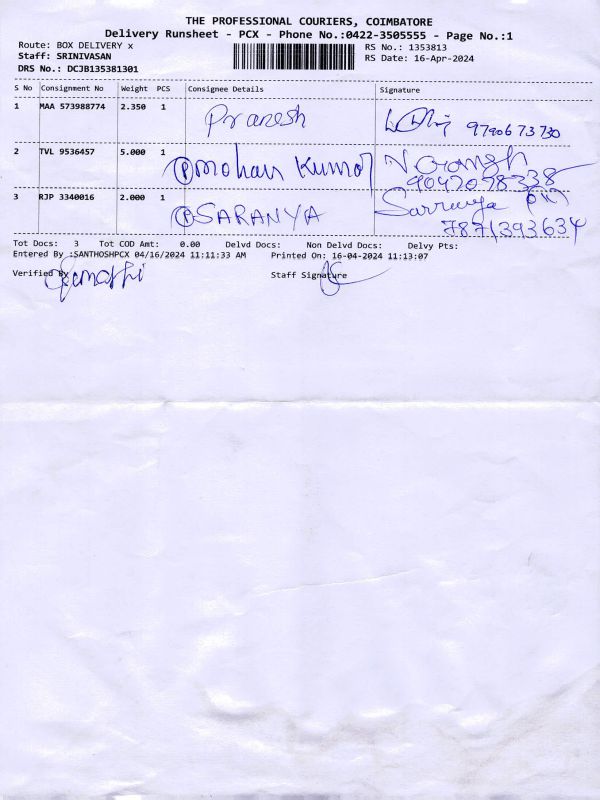 THE PROFESSIONAL COURIERS, COIMBATORE
Delivery Runsheet - PCX - Phone No.:0422-3505555 - Page No.:1
Route: BOX DELIVERY x RS No.: 1353813
Staff: SRINIVASAN RS Date: 16-Apr-2024
DRS No.: DCJB135381301
S No Consignment No Weight PCS Consignee Details Signature
1 MAA 573988774 2.350 1 Pranesh 9790673730
2 TVL 9536457 5.000 1 P mohan Kumar 9042098338
3 RJP 3340016 2.000 1 SARANYA 7871393634
Tot Docs: 3 Tot COD Amt: 0.00 Delvd Docs: Non Delvd Docs: Delvy Pts:
Entered By :SANTHOSHPCX 04/16/2024 11:11:33 AM Printed On: 16-04-2024 11:13:07
Verified By Staff Signature